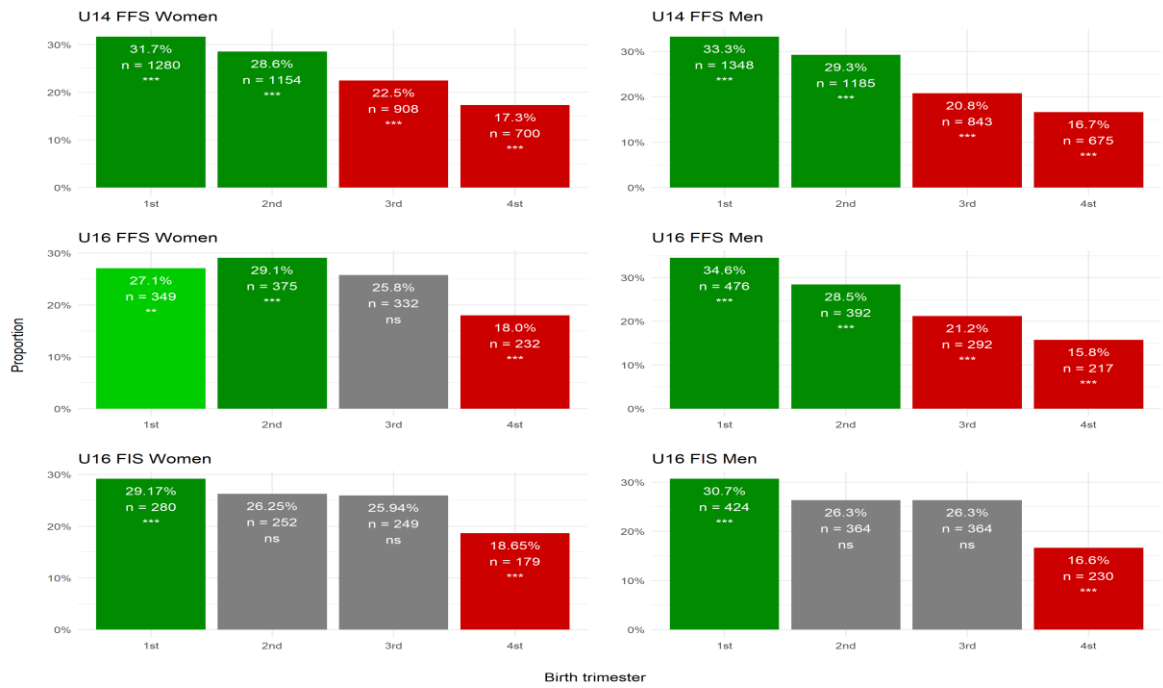 U14 FFS Women
30%
20%
10%
0%
31.7%
n = 1280
***
28.6%
n = 1154
***
22.5%
n = 908
***
17.3%
n = 700
***
1st
2nd
3rd
4st
U14 FFS Men
30%
20%
10%
0%
33.3%
n = 1348
***
29.3%
n = 1185
***
20.8%
n = 843
***
16.7%
n = 675
***
1st
2nd
3rd
4st
Proportion
U16 FFS Women
30%
20%
10%
0%
27.1%
n = 349
**
29.1%
n = 375
***
25.8%
n = 332
ns
18.0%
n = 232
***
1st
2nd
3rd
4st
U16 FFS Men
30%
20%
10%
0%
34.6%
n = 476
***
28.5%
n = 392
***
21.2%
n = 292
***
15.8%
n = 217
***
1st
2nd
3rd
4st
U16 FIS Women
30%
20%
10%
0%
29.17%
n = 280
***
26.25%
n = 252
ns
25.94%
n = 249
ns
18.65%
n = 179
***
1st
2nd
3rd
4st
U16 FIS Men
30%
20%
10%
0%
30.7%
n = 424
***
26.3%
n = 364
ns
26.3%
n = 364
ns
16.6%
n = 230
***
1st
2nd
3rd
4st
Birth trimester